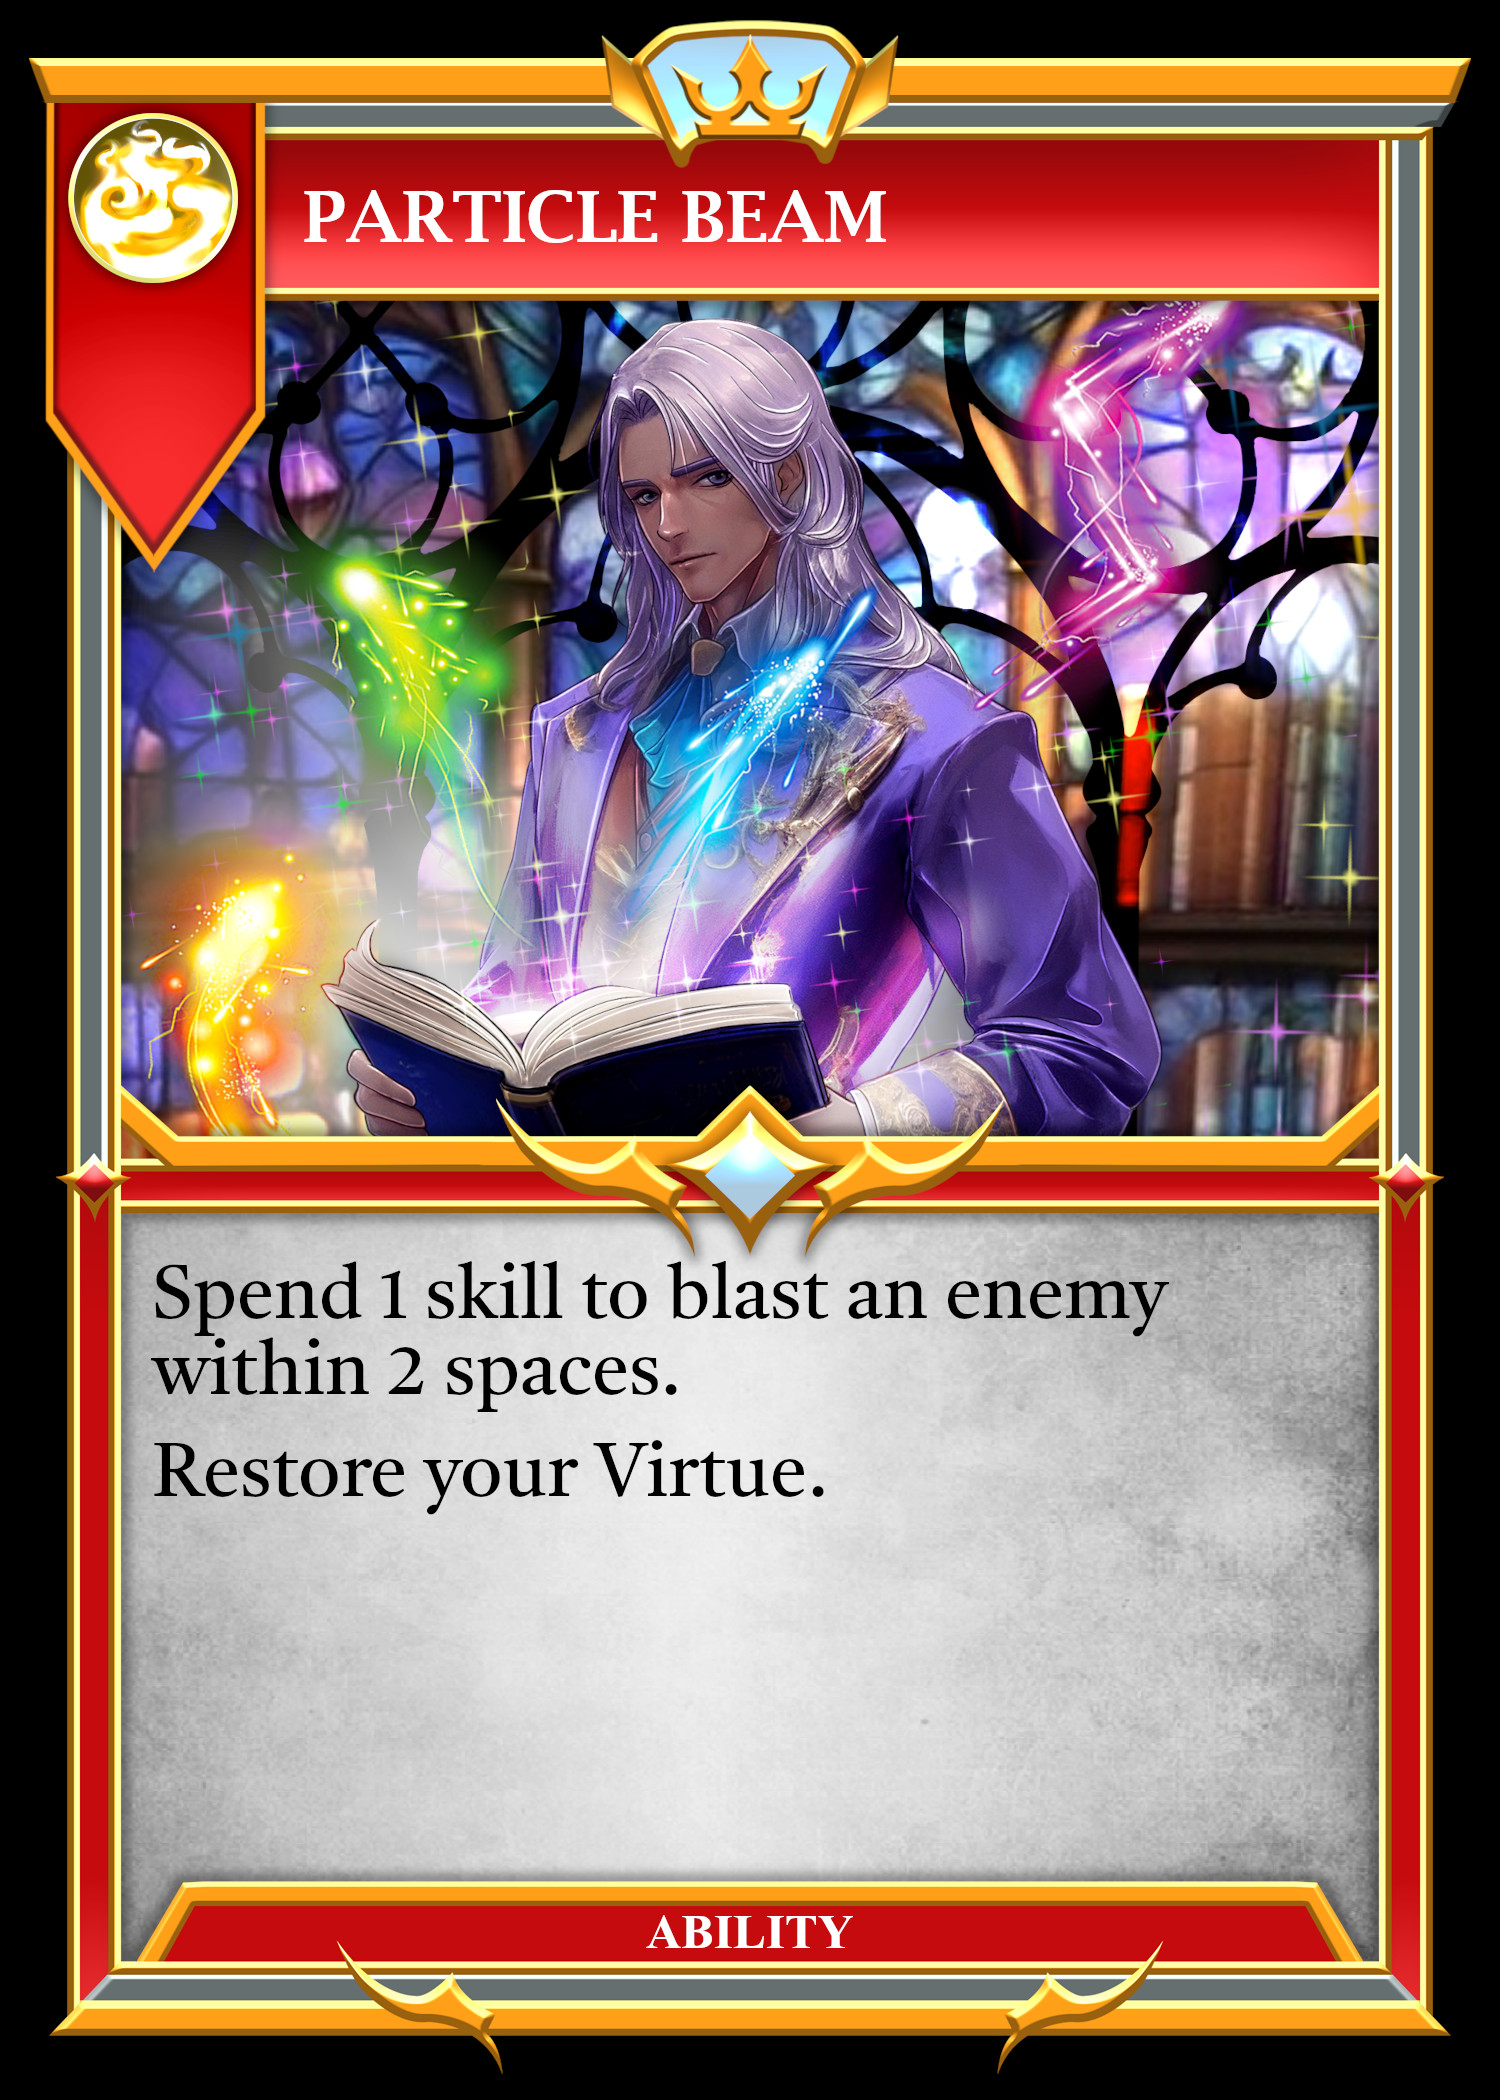 PARTICLE BEAM
Spend 1 skill to blast an enemy
within 2 spaces.
Restore your Virtue.
ABILITY